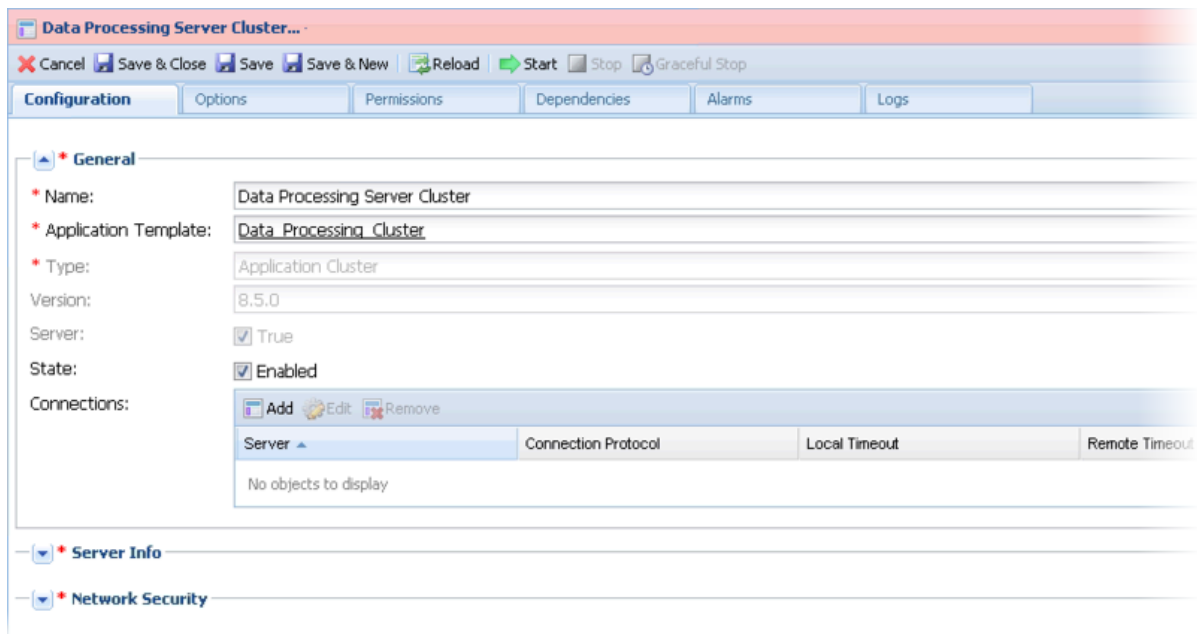 Data Processing Server Cluster... -
Cancel Save & Close Save Save & New Reload Start Stop Graceful Stop
Configuration Options Permissions Dependencies Alarms Logs
* General
* Name: Data Processing Server Cluster
* Application Template: Data_Processing_Cluster
* Type: Application Cluster
Version: 8.5.0
Server: True
State: Enabled
Connections: Add Edit Remove
Server Connection Protocol Local Timeout Remote Timeout
No objects to display
* Server Info
* Network Security